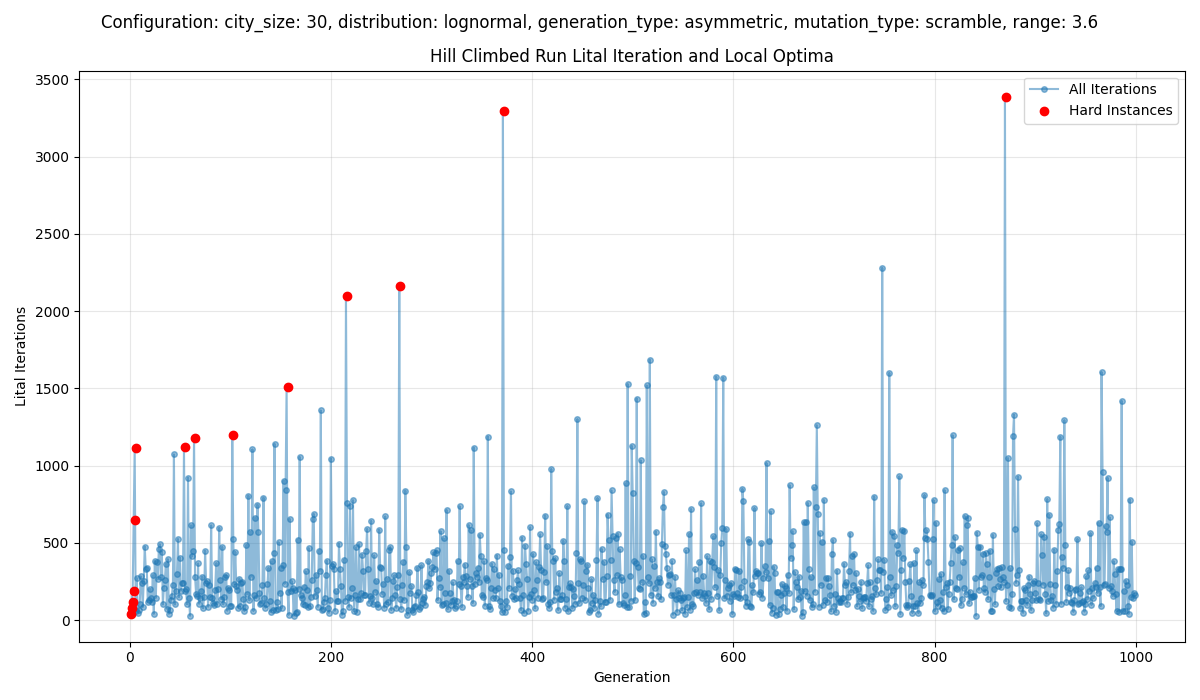 Configuration: city_size: 30, distribution: lognormal, generation_type: asymmetric, mutation_type: scramble, range: 3.6
Hill Climbed Run Lital Iteration and Local Optima
All Iterations
Hard Instances
3500
3000
2500
2000
1500
1000
500
0
Lital Iterations
0 200 400 600 800 1000
Generation